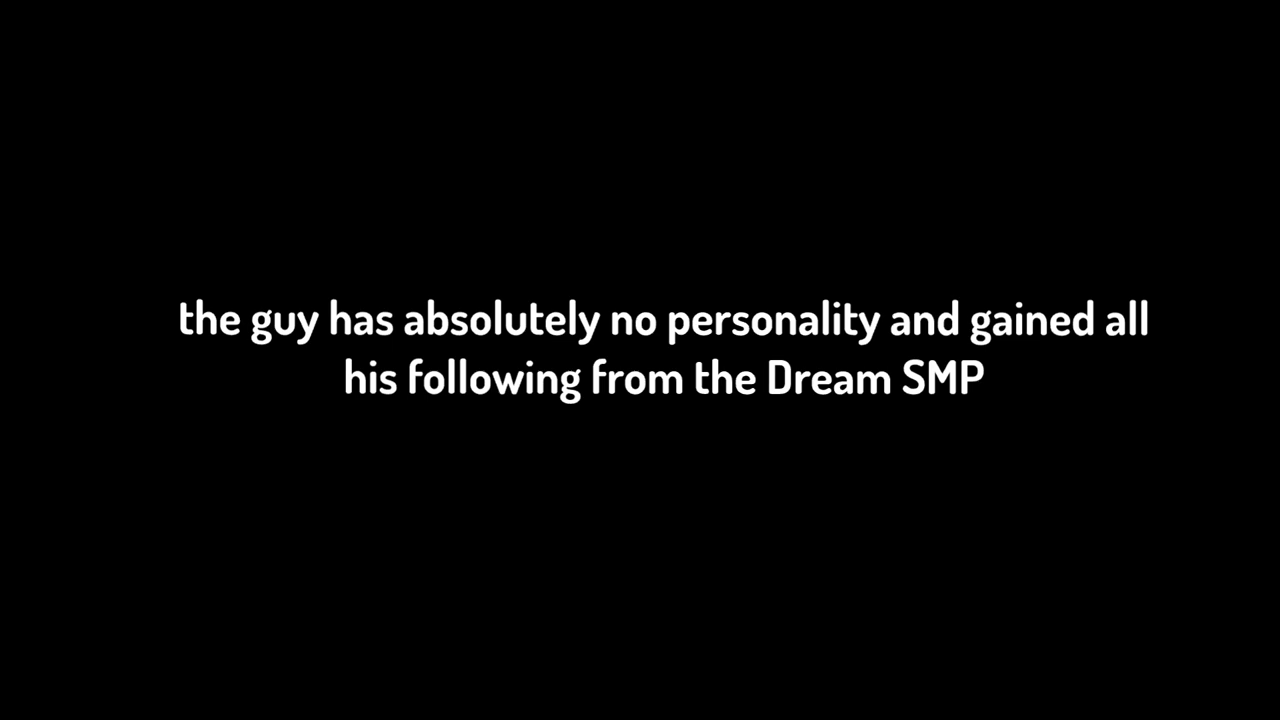 the guy has absolutely no personality and gained all
his following from the Dream SMP